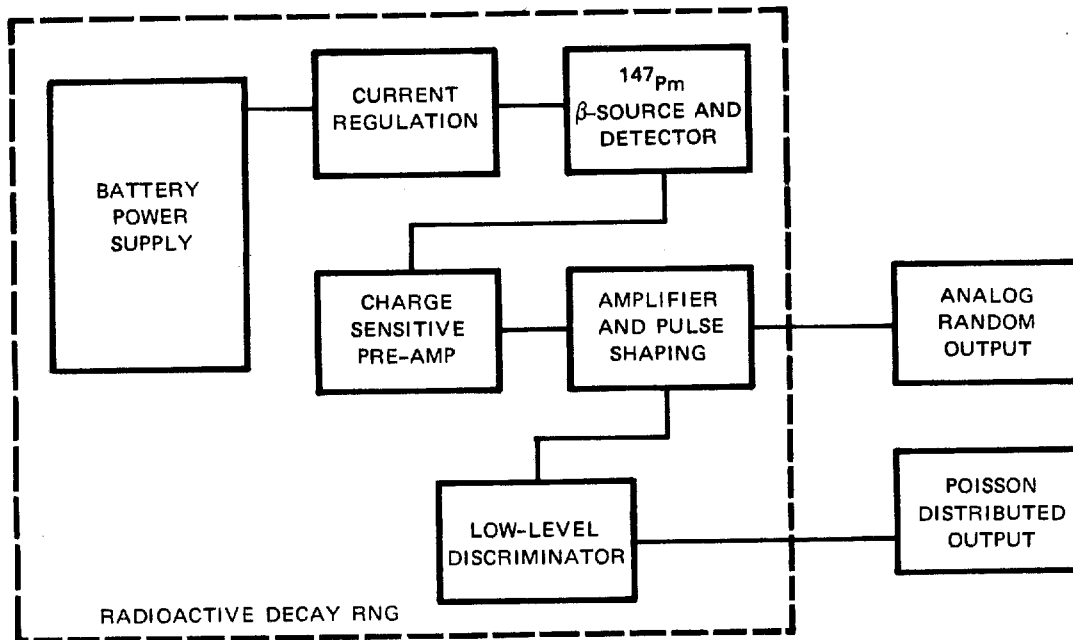 BATTERY
POWER
SUPPLY
CURRENT
REGULATION
¹⁴⁷Pm
β-SOURCE AND
DETECTOR
CHARGE
SENSITIVE
PRE-AMP
AMPLIFIER
AND PULSE
SHAPING
ANALOG
RANDOM
OUTPUT
LOW-LEVEL
DISCRIMINATOR
POISSON
DISTRIBUTED
OUTPUT
RADIOACTIVE DECAY RNG